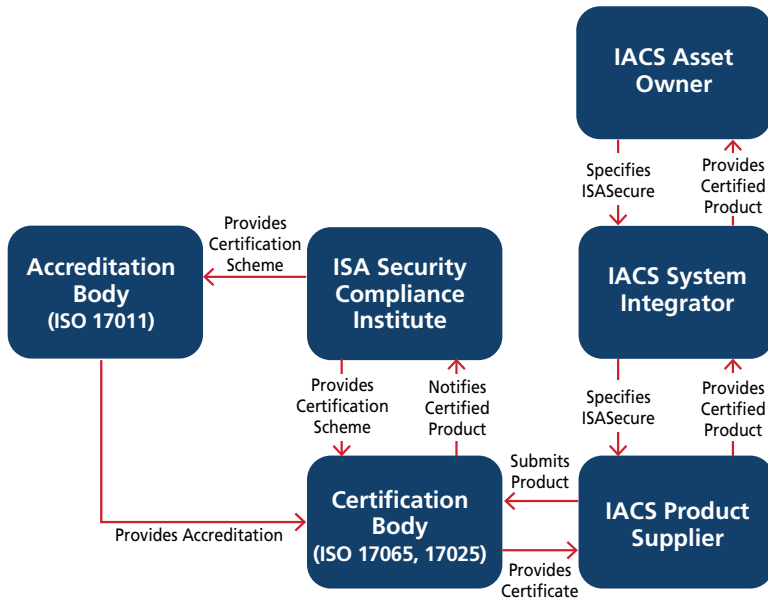 IACS Asset
Owner
Specifies
ISASecure
Provides
Certified
Product
Provides
Certification
Scheme
Accreditation
Body
(ISO 17011)
ISA Security
Compliance
Institute
IACS System
Integrator
Provides
Certification
Scheme
Notifies
Certified
Product
Specifies
ISASecure
Provides
Certified
Product
Submits
Product
Certification
Body
(ISO 17065, 17025)
IACS Product
Supplier
Provides Accreditation
Provides
Certificate